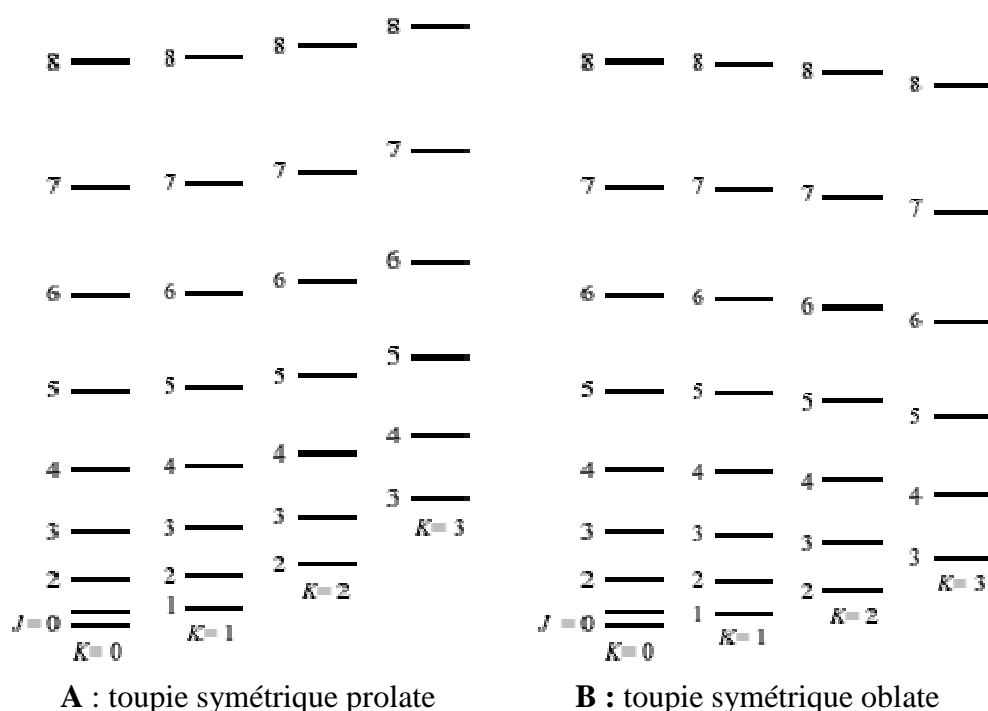 8 8 8 8 8 8 8 8
7 7 7 7 7 7 7 7
6 6 6 6 6 6 6 6
5 5 5 5 5 5 5 5
4 4 4 4 4 4 4 4
3 3 3 3 3 3 3 3
2 2 2 2 2 2
1 1
J=0 J=0
K=0 K=1 K=2 K=3 K=0 K=1 K=2 K=3
A : toupie symétrique prolate B : toupie symétrique oblate